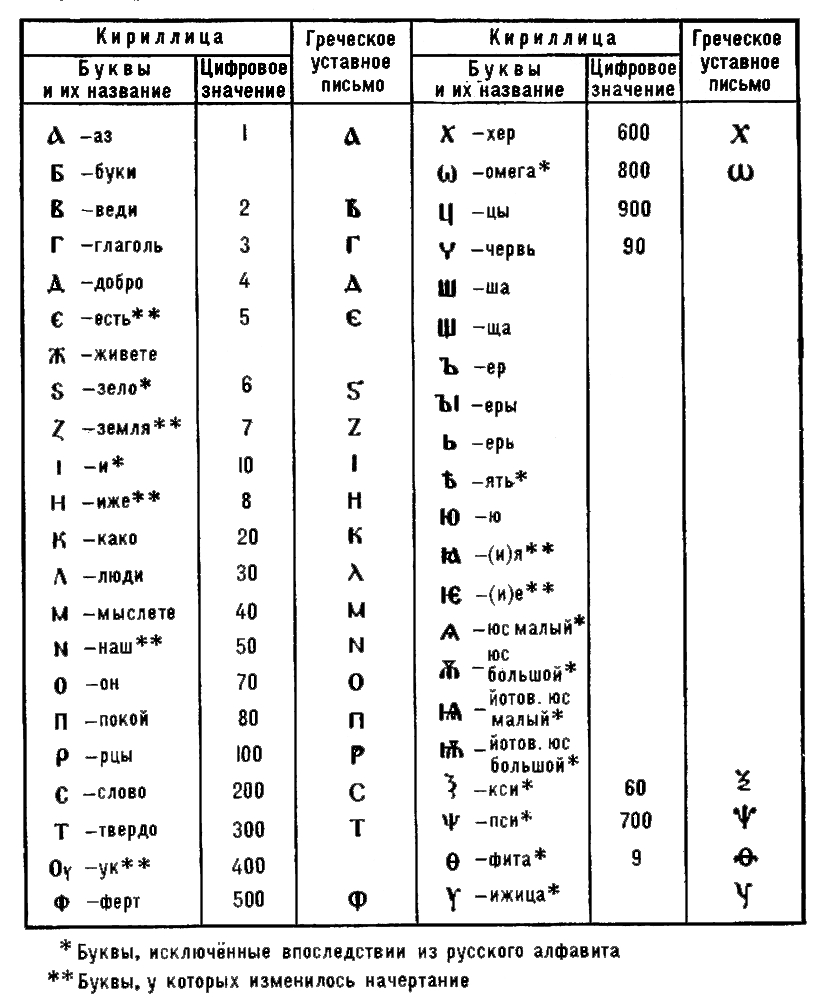 Кириллица Греческое уставное письмо Кириллица Греческое уставное письмо
Буквы и их название Цифровое значение Буквы и их название Цифровое значение
Ѧ –аз 1 А Х –хер 600 Х
Б –буки Ѡ –омега* 800 Ѡ
В –веди 2 В Ц –цы 900
Г –глаголь 3 Г Ч –червь 90
Д –добро 4 Δ Ш –ша
Є –есть** 5 Є Щ –ща
Ж –живете Ъ –ер
Ѕ –зело* 6 Ϛ ЪІ –еры
Ζ –земля** 7 Ζ Ь –ерь
І –и* 10 І Ѣ –ять*
Н –иже** 8 Н Ю –ю
К –како 20 К Ꙗ –(и)я**
Л –люди 30 λ Ѥ –(и)е**
М –мыслете 40 М Ѧ –юс малый*
N –наш** 50 N Ѫ –юс большой*
О –он 70 О Ѩ –йотов. юс малый*
П –покой 80 П Ѭ –йотов. юс большой*
Р –рцы 100 Р Ѯ –кси* 60 Ξ
С –слово 200 С Ѱ –пси* 700 Ψ
Т –твердо 300 Т Ѳ –фита* 9 Θ
Оу –ук** 400 Ѵ –ижица* Υ
Ф –ферт 500 Ф
* Буквы, исключённые впоследствии из русского алфавита
** Буквы, у которых изменилось начертание